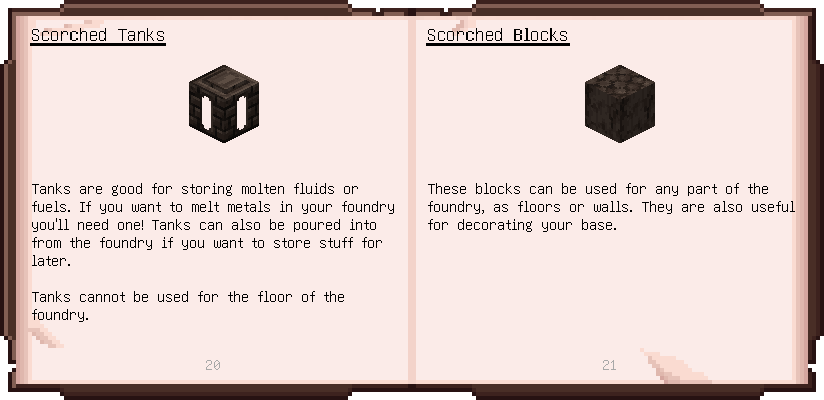 Scorched Tanks
Tanks are good for storing molten fluids or
fuels. If you want to melt metals in your foundry
you'll need one! Tanks can also be poured into
from the foundry if you want to store stuff for
later.
Tanks cannot be used for the floor of the
foundry.
20
Scorched Blocks
These blocks can be used for any part of the
foundry, as floors or walls. They are also useful
for decorating your base.
21